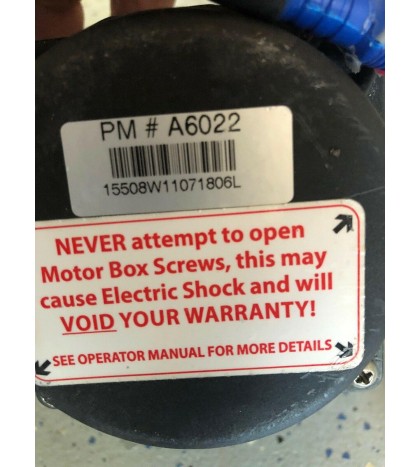 PM # A6022
15508W11071806L
NEVER attempt to open
Motor Box Screws, this may
cause Electric Shock and will
VOID YOUR WARRANTY!
SEE OPERATOR MANUAL FOR MORE DETAILS